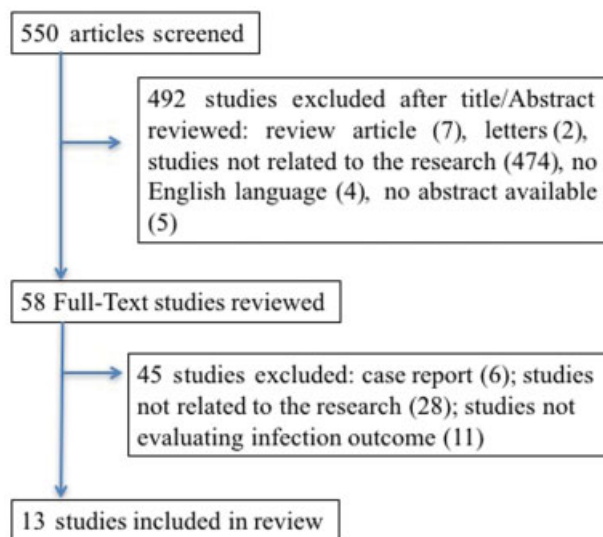 550 articles screened
492 studies excluded after title/Abstract
reviewed: review article (7), letters (2),
studies not related to the research (474), no
English language (4), no abstract available
(5)
58 Full-Text studies reviewed
45 studies excluded: case report (6); studies
not related to the research (28); studies not
evaluating infection outcome (11)
13 studies included in review